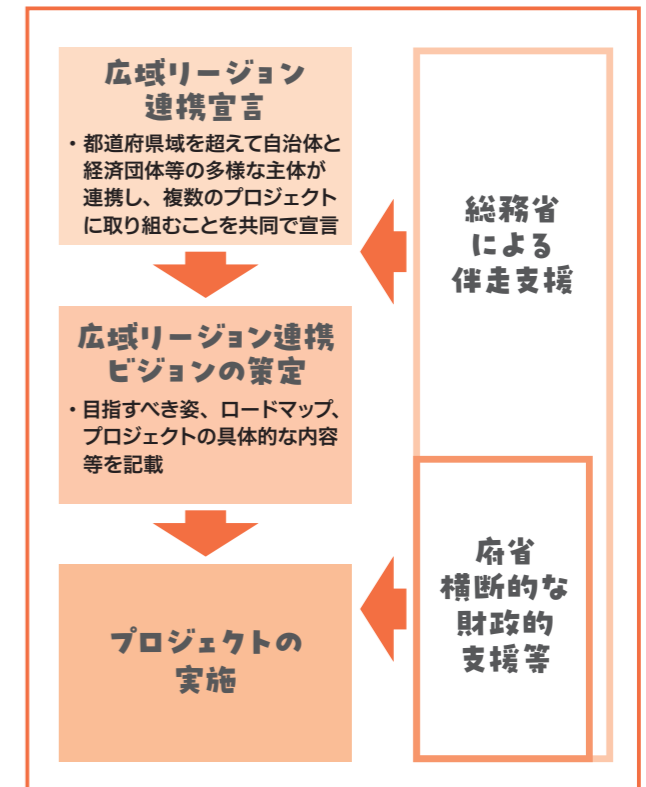 広域リージョン
連携宣言
・都道府県域を超えて自治体と
経済団体等の多様な主体が
連携し、複数のプロジェクト
に取り組むことを共同で宣言
広域リージョン連携
ビジョンの策定
・目指すべき姿、ロードマップ、
プロジェクトの具体的な内容
等を記載
プロジェクトの
実施
総務省
による
伴走支援
府省
横断的な
財政的
支援等